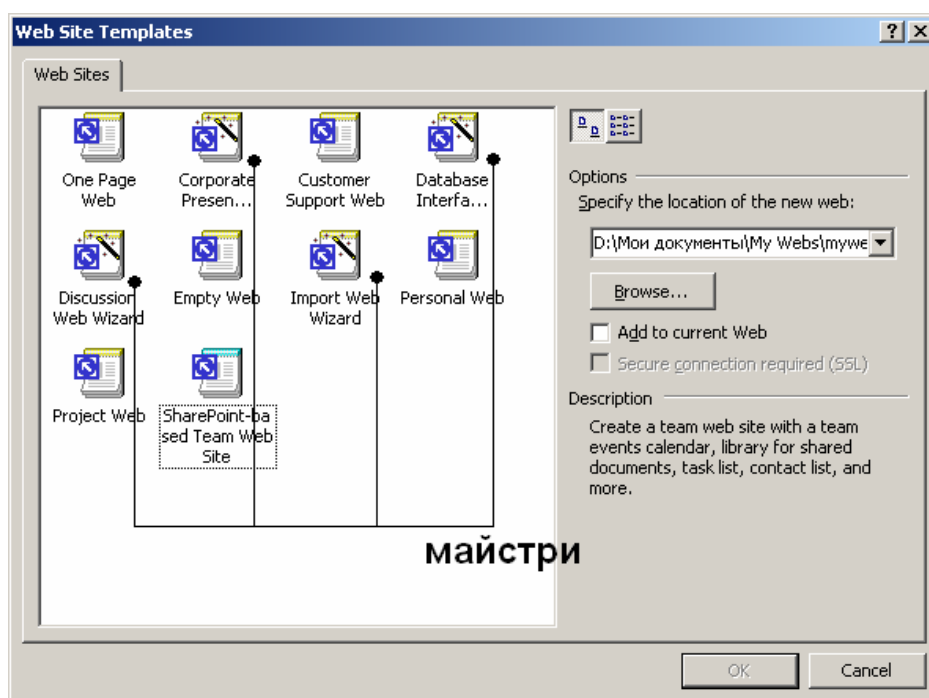 Web Site Templates
Web Sites
One Page
Web
Corporate
Presen...
Customer
Support Web
Database
Interfa...
Discussion
Web Wizard
Empty Web
Import Web
Wizard
Personal Web
Project Web
SharePoint-ba
sed Team Web
Site
майстри
Options
Specify the location of the new web:
D:\Мои документы\My Webs\mywe
Browse...
Add to current Web
Secure connection required (SSL)
Description
Create a team web site with a team
events calendar, library for shared
documents, task list, contact list, and
more.
OK
Cancel